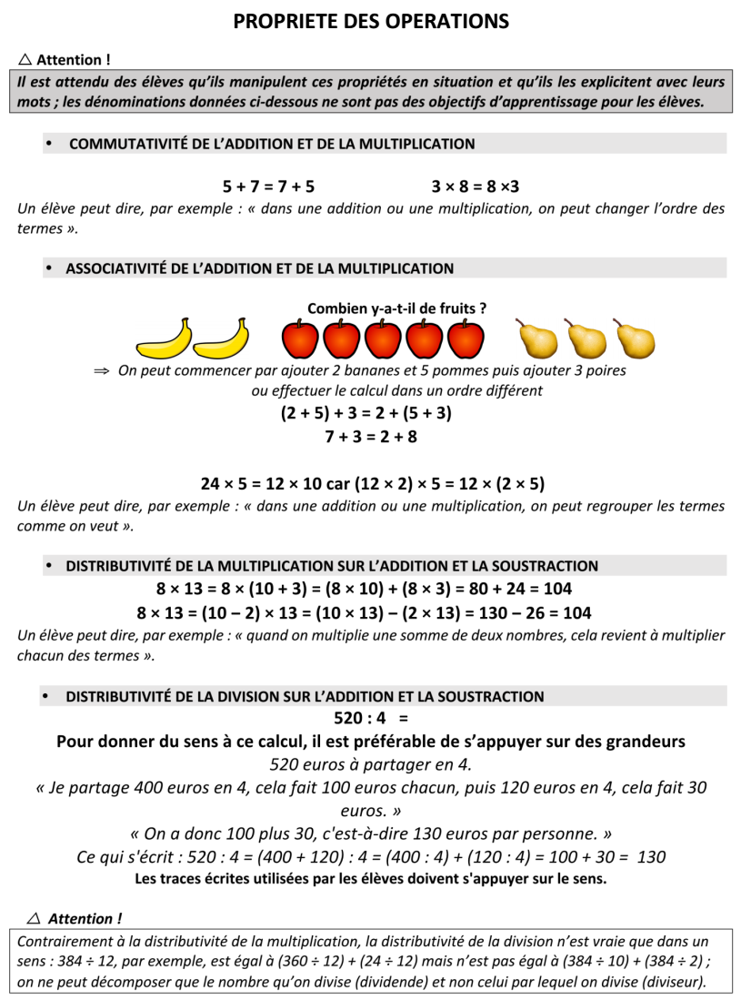 PROPRIETE DES OPERATIONS
△ Attention !
Il est attendu des élèves qu’ils manipulent ces propriétés en situation et qu’ils les explicitent avec leurs
mots ; les dénominations données ci-dessous ne sont pas des objectifs d’apprentissage pour les élèves.
• COMMUTATIVITÉ DE L’ADDITION ET DE LA MULTIPLICATION
5 + 7 = 7 + 5 3 × 8 = 8 ×3
Un élève peut dire, par exemple : « dans une addition ou une multiplication, on peut changer l’ordre des
termes ».
• ASSOCIATIVITÉ DE L’ADDITION ET DE LA MULTIPLICATION
Combien y-a-t-il de fruits ?
⇒ On peut commencer par ajouter 2 bananes et 5 pommes puis ajouter 3 poires
ou effectuer le calcul dans un ordre différent
(2 + 5) + 3 = 2 + (5 + 3)
7 + 3 = 2 + 8
24 × 5 = 12 × 10 car (12 × 2) × 5 = 12 × (2 × 5)
Un élève peut dire, par exemple : « dans une addition ou une multiplication, on peut regrouper les termes
comme on veut ».
• DISTRIBUTIVITÉ DE LA MULTIPLICATION SUR L’ADDITION ET LA SOUSTRACTION
8 × 13 = 8 × (10 + 3) = (8 × 10) + (8 × 3) = 80 + 24 = 104
8 × 13 = (10 – 2) × 13 = (10 × 13) – (2 × 13) = 130 – 26 = 104
Un élève peut dire, par exemple : « quand on multiplie une somme de deux nombres, cela revient à multiplier
chacun des termes ».
• DISTRIBUTIVITÉ DE LA DIVISION SUR L’ADDITION ET LA SOUSTRACTION
520 : 4 =
Pour donner du sens à ce calcul, il est préférable de s’appuyer sur des grandeurs
520 euros à partager en 4.
« Je partage 400 euros en 4, cela fait 100 euros chacun, puis 120 euros en 4, cela fait 30
euros. »
« On a donc 100 plus 30, c'est-à-dire 130 euros par personne. »
Ce qui s'écrit : 520 : 4 = (400 + 120) : 4 = (400 : 4) + (120 : 4) = 100 + 30 = 130
Les traces écrites utilisées par les élèves doivent s'appuyer sur le sens.
△ Attention !
Contrairement à la distributivité de la multiplication, la distributivité de la division n’est vraie que dans un
sens : 384 ÷ 12, par exemple, est égal à (360 ÷ 12) + (24 ÷ 12) mais n’est pas égal à (384 ÷ 10) + (384 ÷ 2) ;
on ne peut décomposer que le nombre qu’on divise (dividende) et non celui par lequel on divise (diviseur).